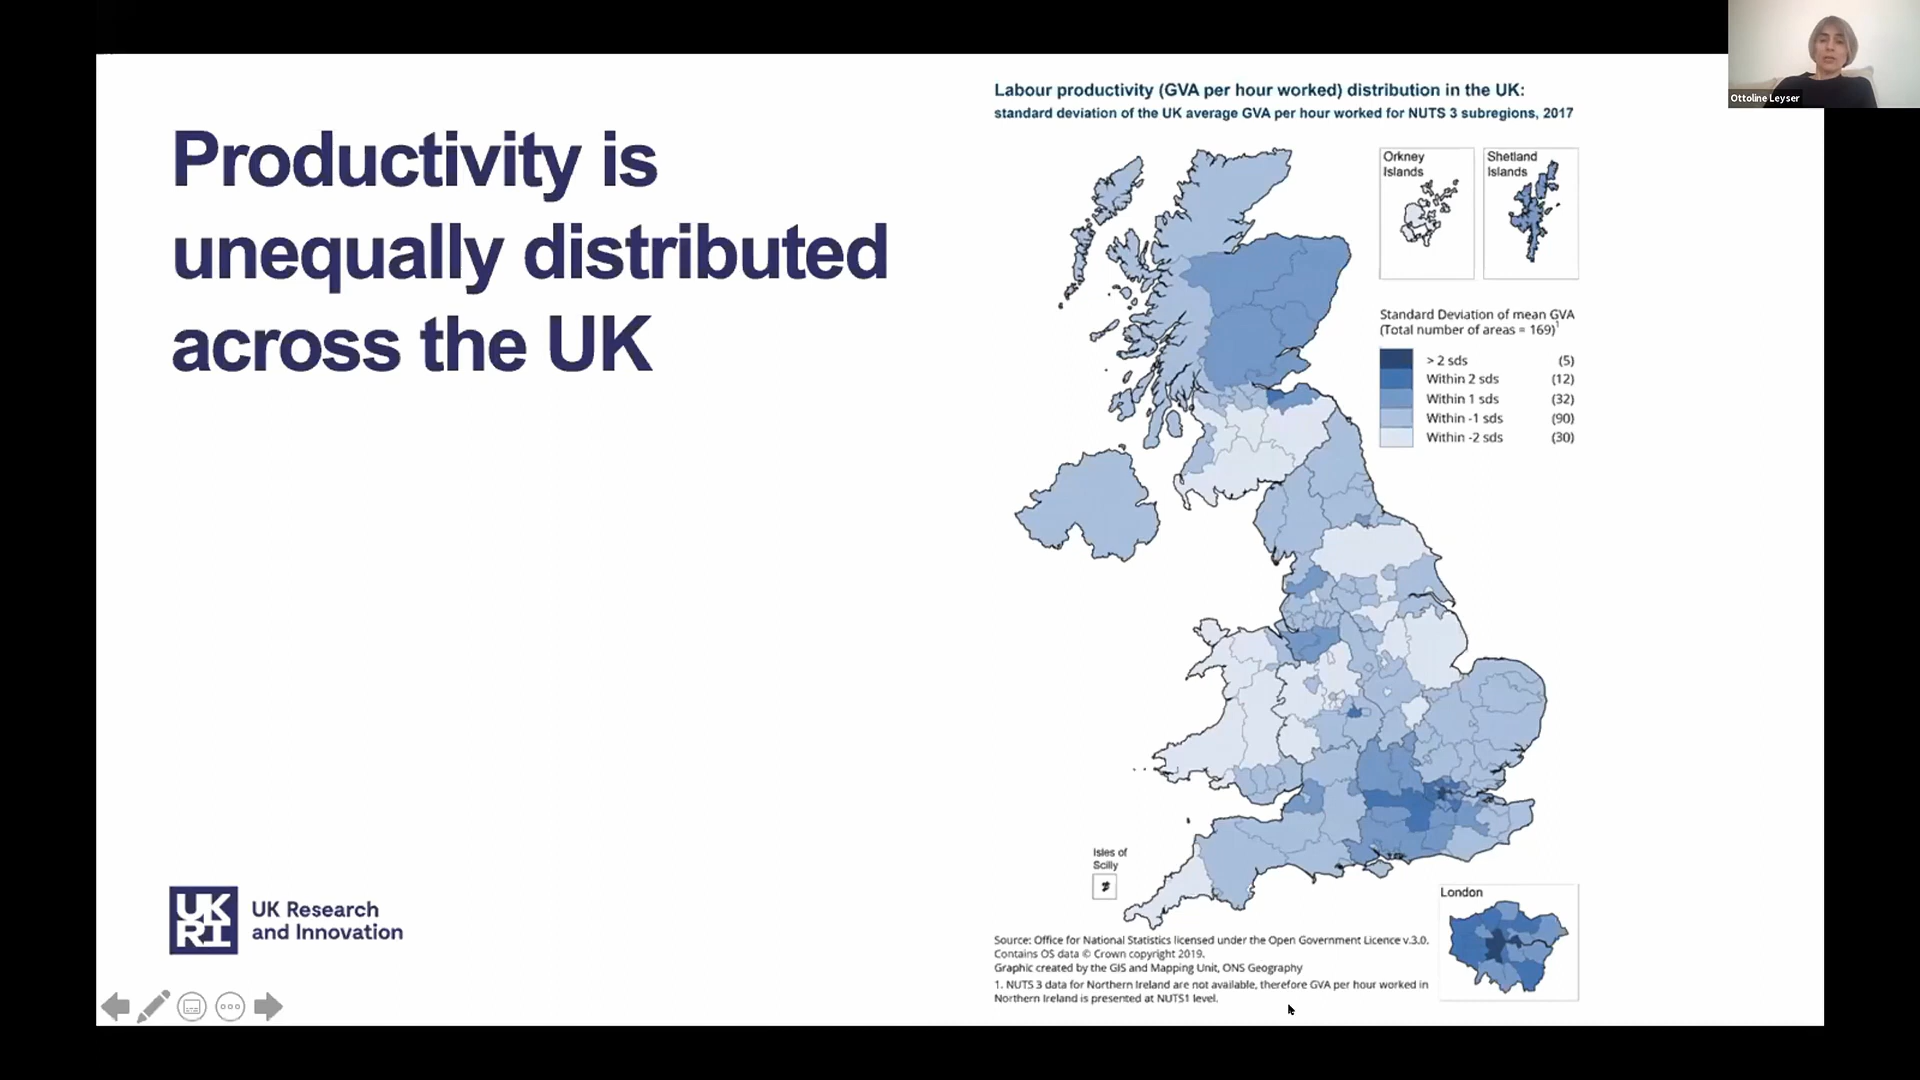 Ottoline Leyser
Productivity is
unequally distributed
across the UK
Labour productivity (GVA per hour worked) distribution in the UK:
standard deviation of the UK average GVA per hour worked for NUTS 3 subregions, 2017
Orkney
Islands
Shetland
Islands
Standard Deviation of mean GVA
(Total number of areas = 169)1
> 2 sds (5)
Within 2 sds (12)
Within 1 sds (32)
Within -1 sds (90)
Within -2 sds (30)
Isles of
Scilly
London
Source: Office for National Statistics licensed under the Open Government Licence v.3.0.
Contains OS data © Crown copyright 2019.
Graphic created by the GIS and Mapping Unit, ONS Geography
1. NUTS 3 data for Northern Ireland are not available, therefore GVA per hour worked in
Northern Ireland is presented at NUTS1 level.
UK
RI
UK Research
and Innovation